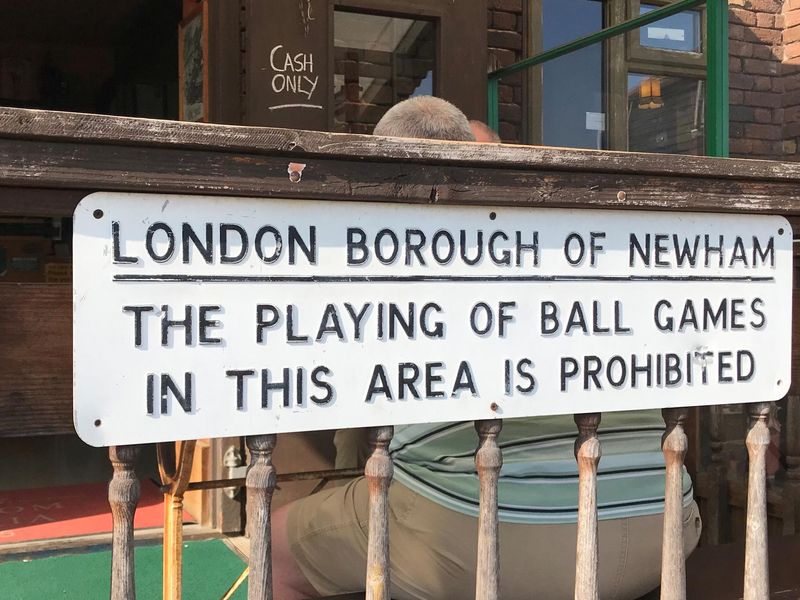 CASH
ONLY
LONDON BOROUGH OF NEWHAM
THE PLAYING OF BALL GAMES
IN THIS AREA IS PROHIBITED